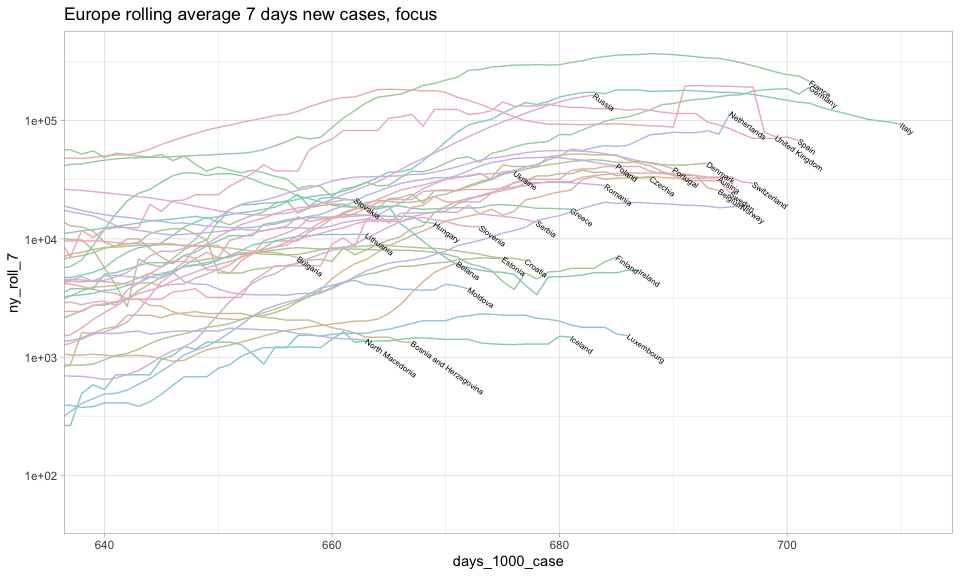 Europe rolling average 7 days new cases, focus
ny_roll_7
1e+05
1e+04
1e+03
1e+02
France
Germany
Russia
Italy
Netherlands
Spain
United Kingdom
Denmark
Ukraine
Poland
Czechy
Portugal
Austria
Switzerland
Sweden
Belgium
Norway
Romania
Slovakia
Greece
Serbia
Hungary
Slovenia
Lithuania
Bulgaria
Belarus
Estonia
Croatia
Finland
Ireland
Moldova
Luxembourg
Iceland
North Macedonia
Bosnia and Herzegovina
640
660
680
700
days_1000_case